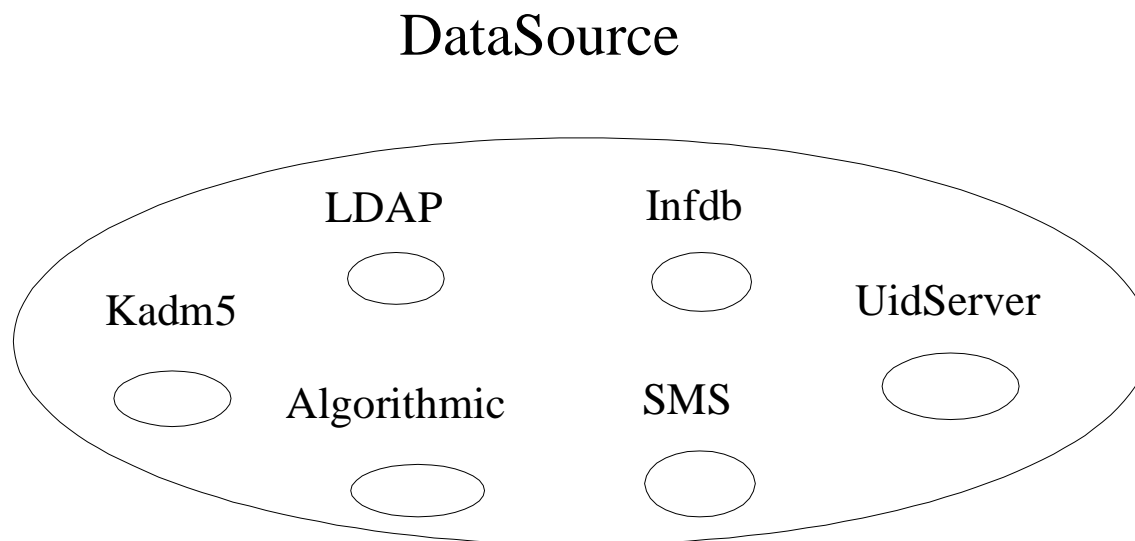 DataSource
LDAP
Infdb
Kadm5
UidServer
Algorithmic
SMS